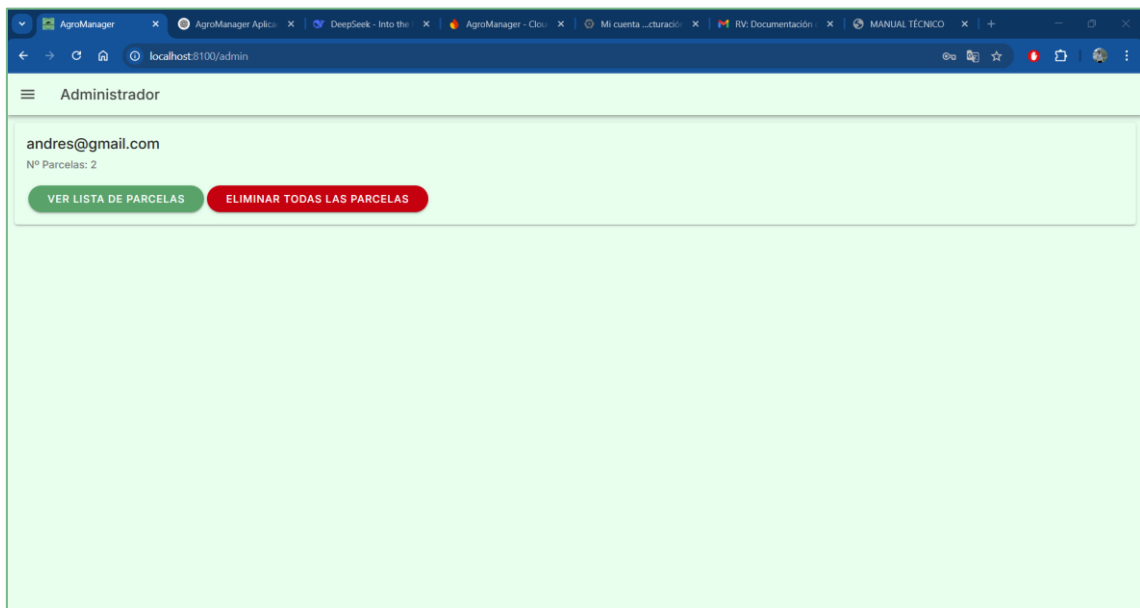 AgroManager
AgroManager Aplica
DeepSeek - Into the
AgroManager - Clou
Mi cuenta ...cturación
RV: Documentación
MANUAL TÉCNICO
localhost:8100/admin
Administrador
andres@gmail.com
Nº Parcelas: 2
VER LISTA DE PARCELAS
ELIMINAR TODAS LAS PARCELAS